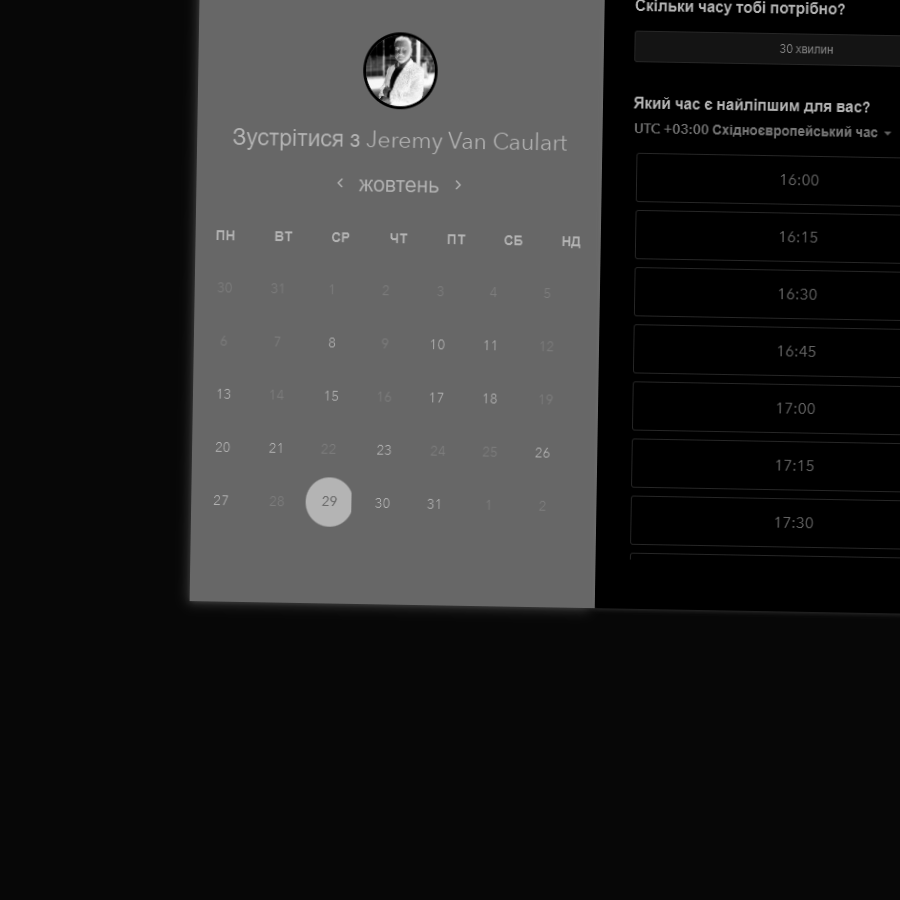 Зустрітися з Jeremy Van Caulart
жовтень
ПН ВТ СР ЧТ ПТ СБ НД
30 31 1 2 3 4 5
6 7 8 9 10 11 12
13 14 15 16 17 18 19
20 21 22 23 24 25 26
27 28 29 30 31 1 2
Скільки часу тобі потрібно?
30 хвилин
Який час є найліпшим для вас?
UTC +03:00 Східноєвропейський час
16:00
16:15
16:30
16:45
17:00
17:15
17:30